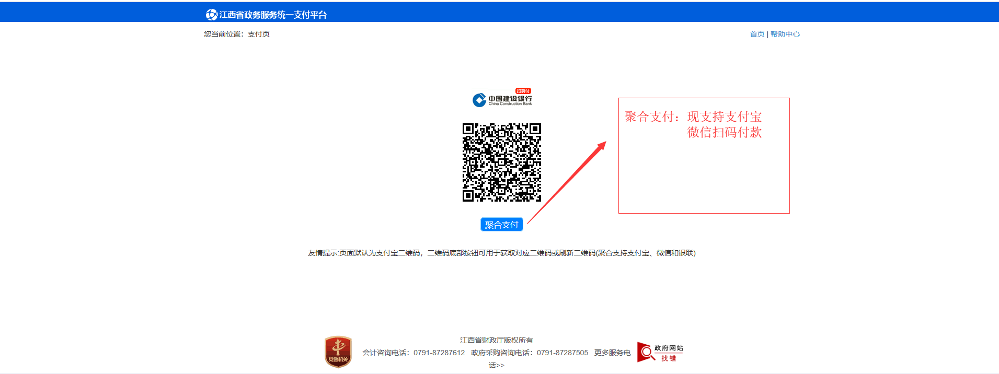 江西省政务服务统一支付平台
您当前位置：支付页
首页 | 帮助中心
扫码付
中国建设银行
China Construction Bank
聚合支付：现支持支付宝
微信扫码付款
聚合支付
友情提示:页面默认为支付宝二维码，二维码底部按钮可用于获取对应二维码或刷新二维码(聚合支持支付宝、微信和银联)
江西省财政厅版权所有
会计咨询电话：0791-87287612 政府采购咨询电话：0791-87287505 更多服务电
话>>
党政机关
政府网站
找错